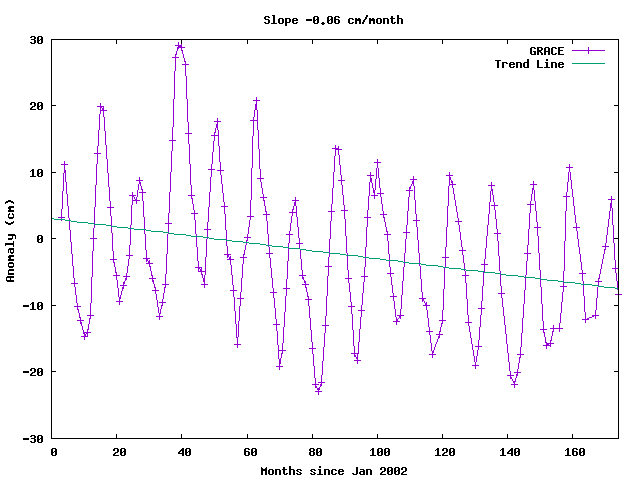 Slope -0.06 cm/month
GRACE
Trend Line
30
20
10
0
-10
-20
-30
Anomaly (cm)
0 20 40 60 80 100 120 140 160
Months since Jan 2002